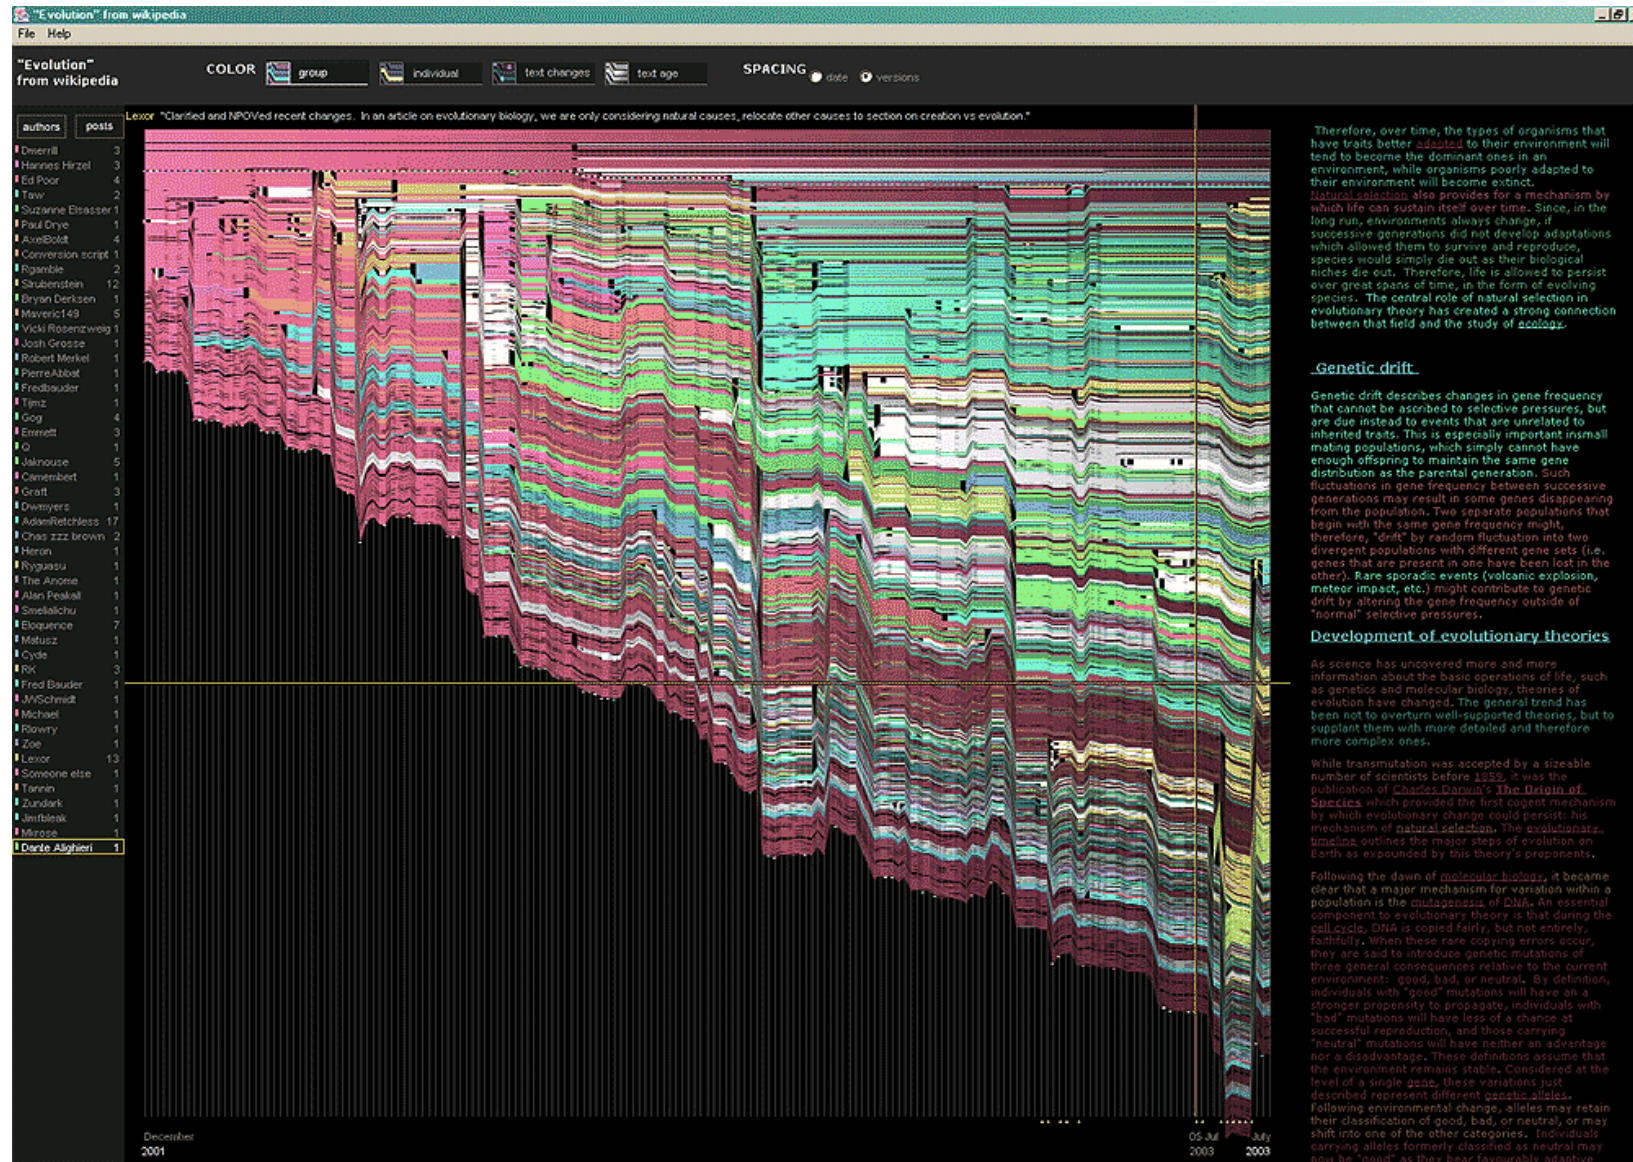 "Evolution" from wikipedia
File Help
"Evolution"
from wikipedia
COLOR group individual text changes text age SPACING date versions
authors posts
Lexor "Clarified and NPOVed recent changes. In an article on evolutionary biology, we are only considering natural causes, relocate other causes to section on creation vs evolution."
Dmerrill 3
Hannes Hirzel 3
Ed Poor 4
Taw 2
Suzanne Elsasser 1
Paul Drye 1
AxelBoldt 4
Conversion script 1
Rgamble 2
Slrubenstein 12
Bryan Derksen 1
Maveric149 5
Vicki Rosenzweig 1
Josh Grosse 1
Robert Merkel 1
PierreAbbat 1
Fredbauder 1
Tjmz 1
Gog 4
Emmett 3
Q 1
Jaknouse 5
Camembert 1
Graft 3
Dwmyers 1
AdamRetchless 17
Chas zzz brown 2
Heron 1
Ryguasu 1
The Anome 1
Alan Peakall 1
Smelialichu 1
Eloquence 7
Matusz 1
Cyde 1
RK 3
Fred Bauder 1
JWSchmidt 1
Michael 1
Rlowry 1
Zoe 1
Lexor 13
Someone else 1
Tannin 1
Zundark 1
Jimfbleak 1
Mkrose 1
Dante Alighieri 1
December
2001
05 Jul
2003
July
2003
Therefore, over time, the types of organisms that
have traits better adapted to their environment will
tend to become the dominant ones in an
environment, while organisms poorly adapted to
their environment will become extinct.
Natural selection also provides for a mechanism by
which life can sustain itself over time. Since, in the
long run, environments always change, if
successive generations did not develop adaptations
which allowed them to survive and reproduce,
species would simply die out as their biological
niches die out. Therefore, life is allowed to persist
over great spans of time, in the form of evolving
species. The central role of natural selection in
evolutionary theory has created a strong connection
between that field and the study of ecology.
Genetic drift
Genetic drift describes changes in gene frequency
that cannot be ascribed to selective pressures, but
are due instead to events that are unrelated to
inherited traits. This is especially important insmall
mating populations, which simply cannot have
enough offspring to maintain the same gene
distribution as the parental generation. Such
fluctuations in gene frequency between successive
generations may result in some genes disappearing
from the population. Two separate populations that
begin with the same gene frequency might,
therefore, "drift" by random fluctuation into two
divergent populations with different gene sets (i.e.
genes that are present in one have been lost in the
other). Rare sporadic events (volcanic explosion,
meteor impact, etc.) might contribute to genetic
drift by altering the gene frequency outside of
"normal" selective pressures.
Development of evolutionary theories
As science has uncovered more and more
information about the basic operations of life, such
as genetics and molecular biology, theories of
evolution have changed. The general trend has
been not to overturn well-supported theories, but to
supplant them with more detailed and therefore
more complex ones.
While transmutation was accepted by a sizeable
number of scientists before 1859, it was the
publication of Charles Darwin's The Origin of
Species which provided the first cogent mechanism
by which evolutionary change could persist: his
mechanism of natural selection. The evolutionary
timeline outlines the major steps of evolution on
Earth as expounded by this theory's proponents.
Following the dawn of molecular biology, it became
clear that a major mechanism for variation within a
population is the mutagenesis of DNA. An essential
component to evolutionary theory is that during the
cell cycle, DNA is copied fairly, but not entirely,
faithfully. When these rare copying errors occur,
they are said to introduce genetic mutations of
three general consequences relative to the current
environment: good, bad, or neutral. By definition,
individuals with "good" mutations will have an a
stronger propensity to propagate, individuals with
"bad" mutations will have less of a chance at
successful reproduction, and those carrying
"neutral" mutations will have neither an advantage
nor a disadvantage. These definitions assume that
the environment remains stable. Considered at the
level of a single gene, these variations just
described represent different genetic alleles.
Following environmental change, alleles may retain
their classification of good, bad, or neutral, or may
shift into one of the other categories. Individuals
carrying alleles formerly classified as neutral may
now be "good" as they bear favourably adaptive